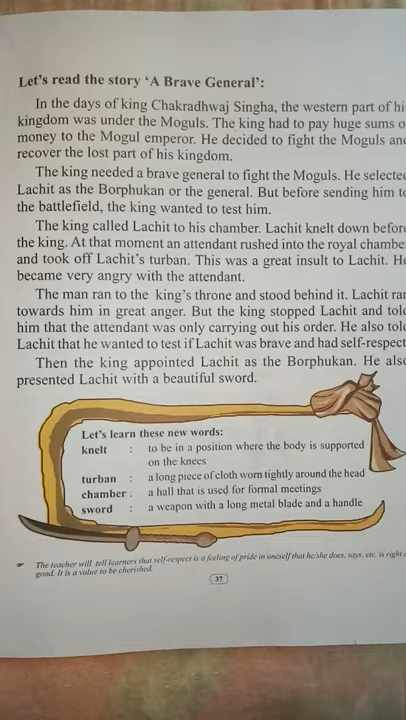 Let's read the story 'A Brave General':
In the days of king Chakradhwaj Singha, the western part of hi
kingdom was under the Moguls. The king had to pay huge sums o
money to the Mogul emperor. He decided to fight the Moguls and
recover the lost part of his kingdom.
The king needed a brave general to fight the Moguls. He selected
Lachit as the Borphukan or the general. But before sending him to
the battlefield, the king wanted to test him.
The king called Lachit to his chamber. Lachit knelt down before
the king. At that moment an attendant rushed into the royal chambe
and took off Lachit's turban. This was a great insult to Lachit. He
became very angry with the attendant.
The man ran to the king's throne and stood behind it. Lachit ran
towards him in great anger. But the king stopped Lachit and told
him that the attendant was only carrying out his order. He also told
Lachit that he wanted to test if Lachit was brave and had self-respect
Then the king appointed Lachit as the Borphukan. He also
presented Lachit with a beautiful sword.
Let's learn these new words:
knelt : to be in a position where the body is supported
on the knees
turban : a long piece of cloth worn tightly around the head
chamber : a hall that is used for formal meetings
sword : a weapon with a long metal blade and a handle
The teacher will tell learners that self-respect is a feeling of pride in oneself that he/she does, says, etc. is right
good. It is a value to be cherished.
37